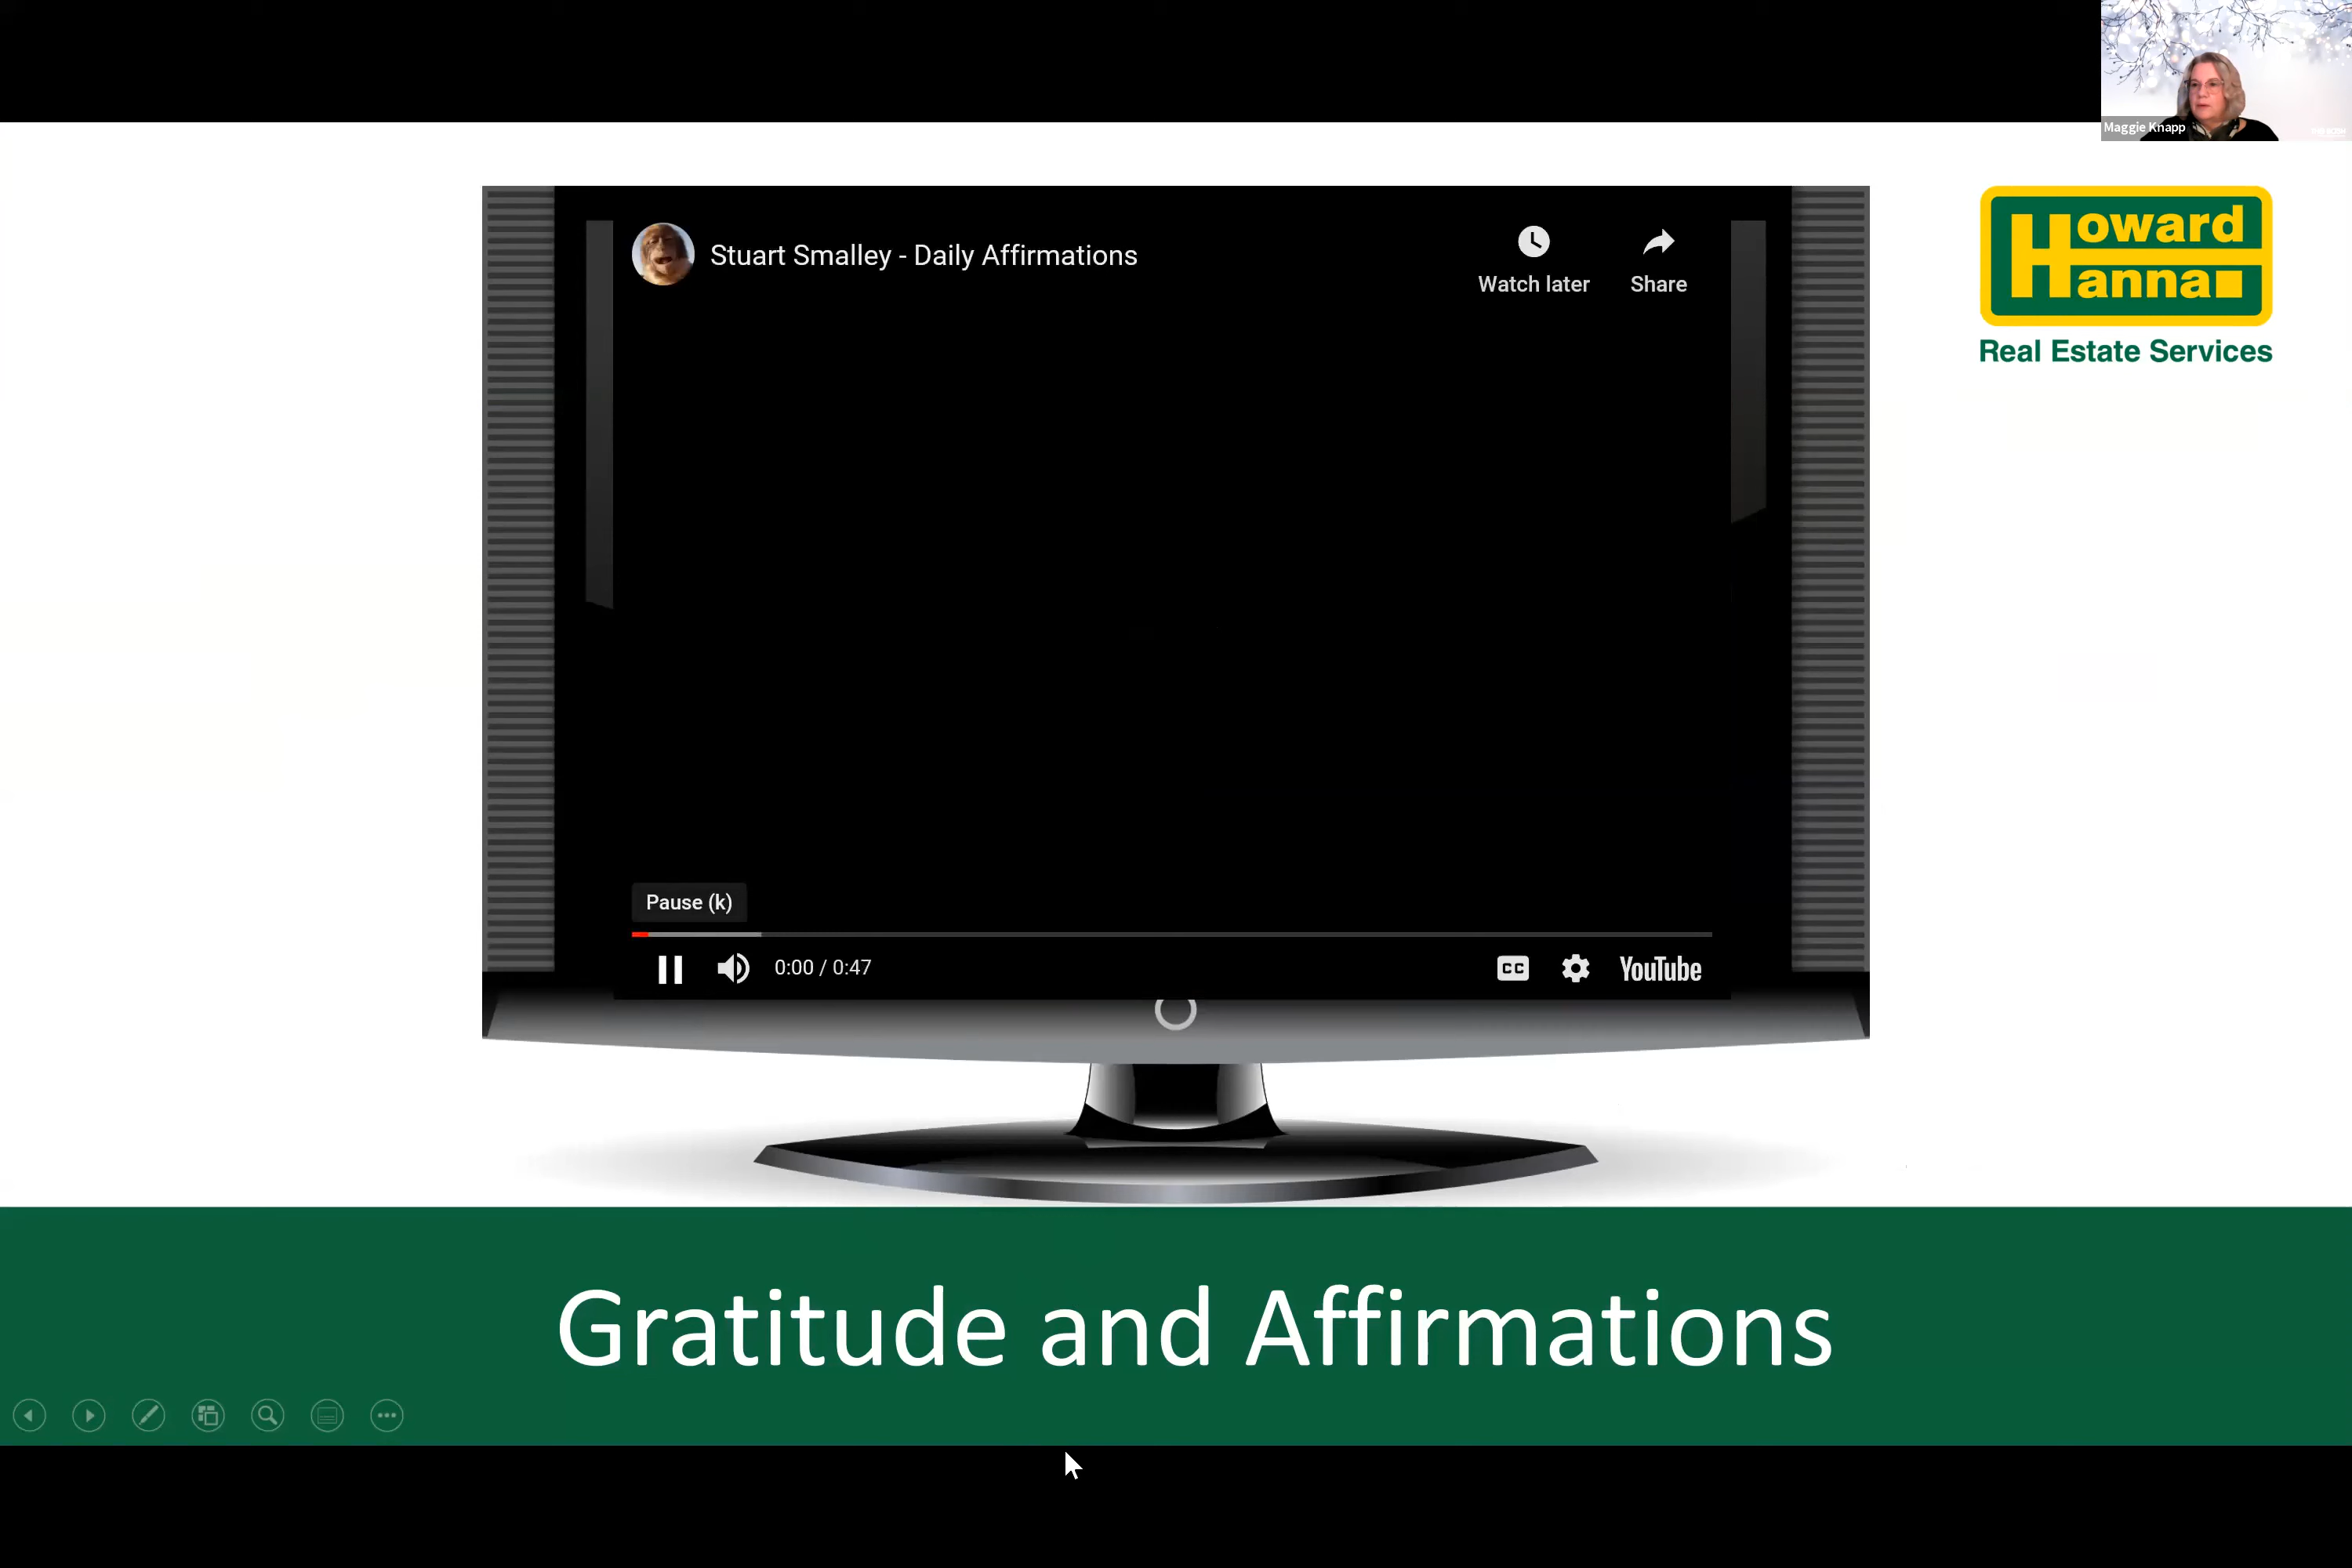 Maggie Knapp
Howard
Hanna
Real Estate Services
Stuart Smalley - Daily Affirmations
Watch later
Share
Pause (k)
0:00 / 0:47
CC
YouTube
Gratitude and Affirmations